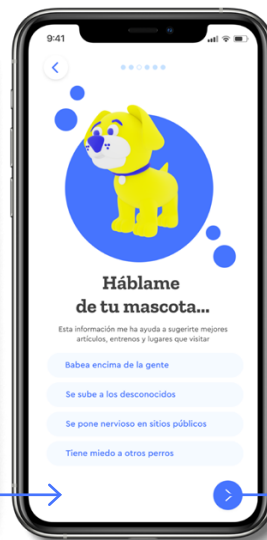 9:41
Háblame
de tu mascota...
Esta información me ha ayuda a sugerirte mejores
artículos, entrenos y lugares que visitar
Babea encima de la gente
Se sube a los desconocidos
Se pone nervioso en sitios públicos
Tiene miedo a otros perros